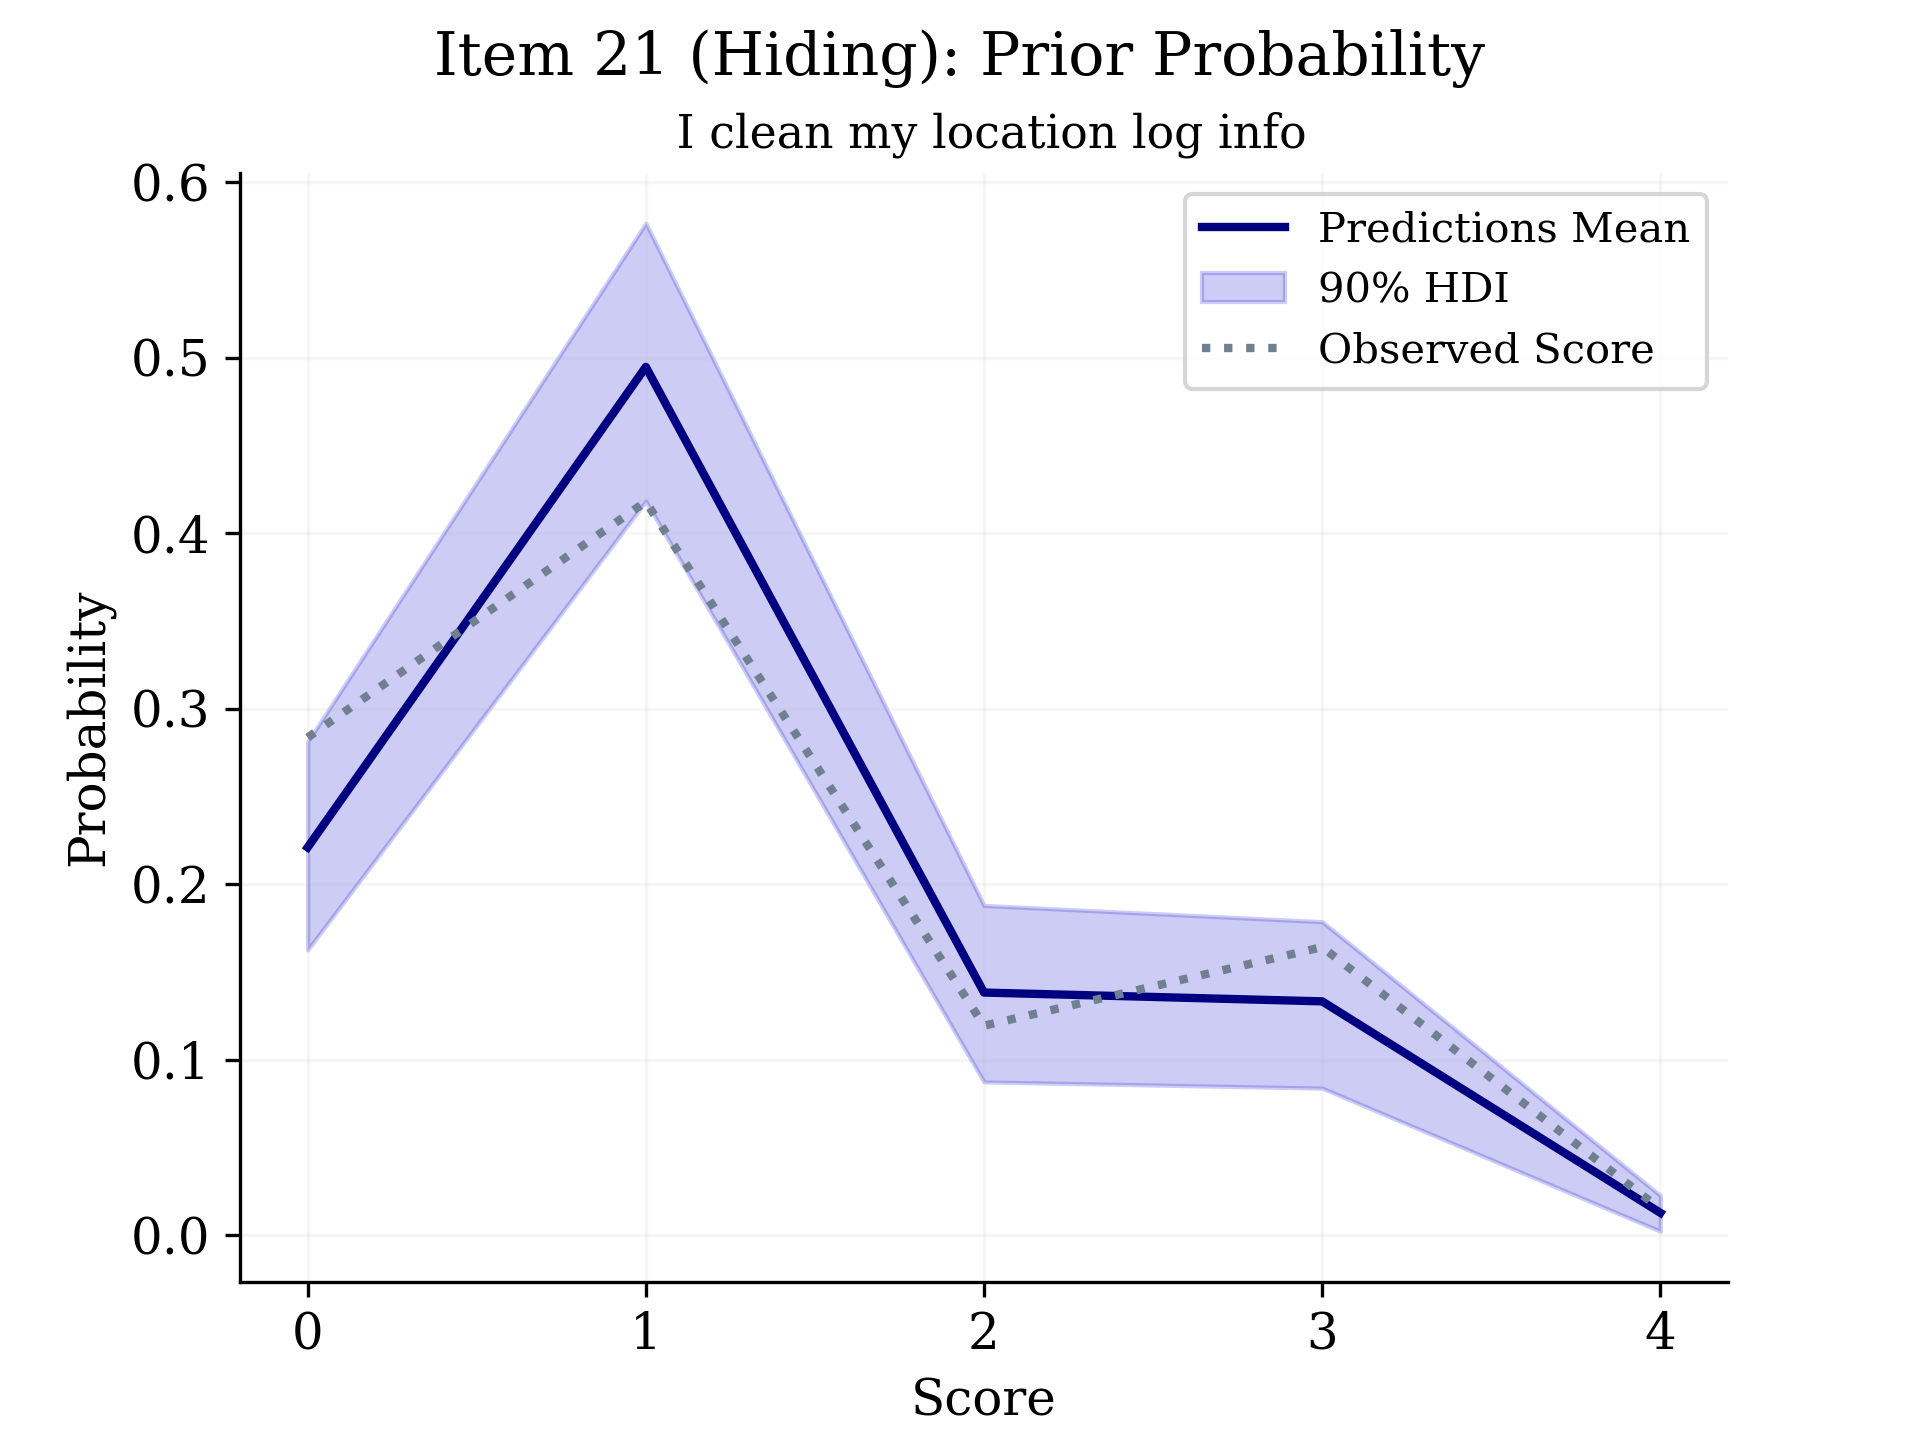 Item 21 (Hiding): Prior Probability
I clean my location log info
Predictions Mean
90% HDI
Observed Score
Probability
0.6
0.5
0.4
0.3
0.2
0.1
0.0
0 1 2 3 4
Score